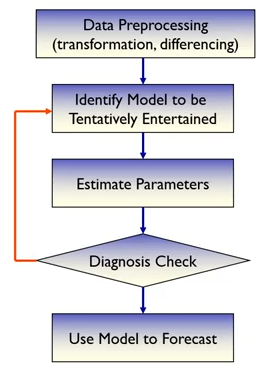 Data Preprocessing
(transformation, differencing)
Identify Model to be
Tentatively Entertained
Estimate Parameters
Diagnosis Check
Use Model to Forecast